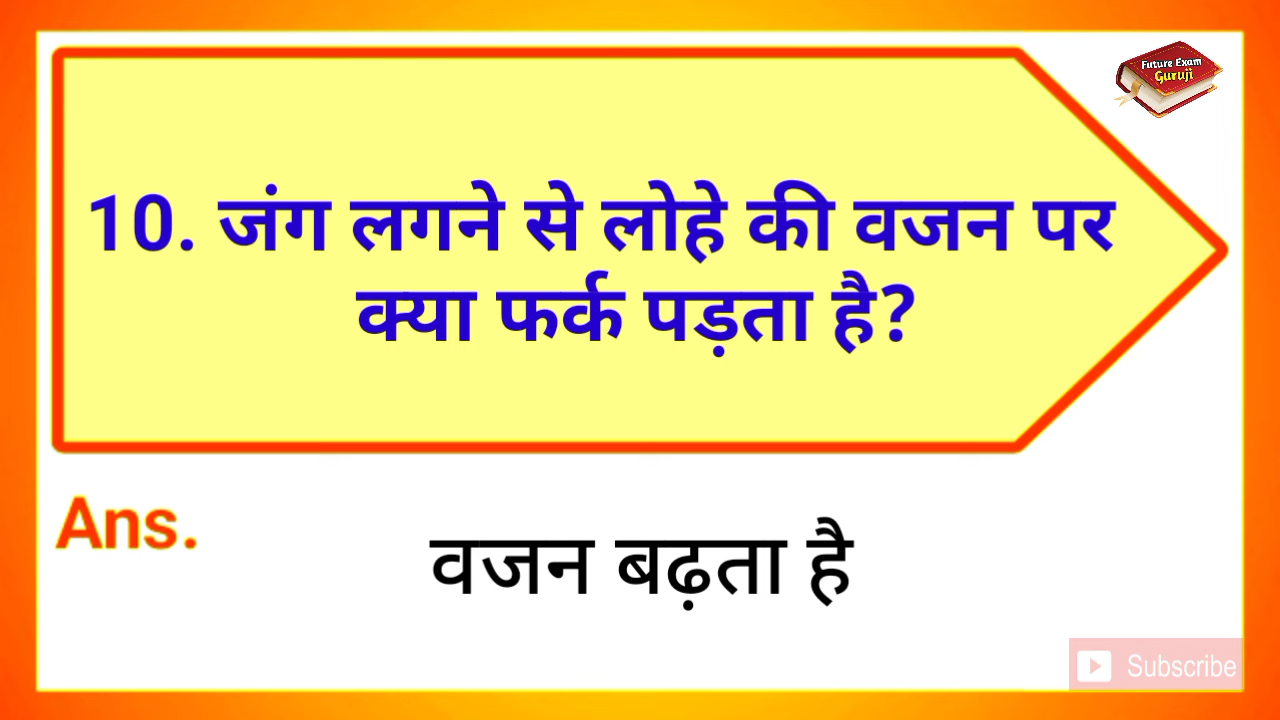 Future Exam
Guruji
10. जंग लगने से लोहे की वजन पर
क्या फर्क पड़ता है?
Ans.
वजन बढ़ता है
Subscribe